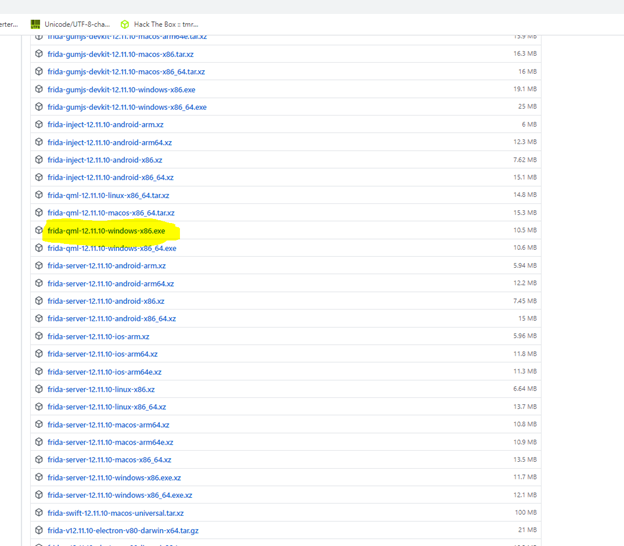 erter...
Unicode/UTF-8-cha...
Hack The Box :: tmr...
frida-gumjs-devkit-12.11.10-macos-arm64e.tar.xz 15.9 MB
frida-gumjs-devkit-12.11.10-macos-x86.tar.xz 16.3 MB
frida-gumjs-devkit-12.11.10-macos-x86_64.tar.xz 16 MB
frida-gumjs-devkit-12.11.10-windows-x86.exe 19.1 MB
frida-gumjs-devkit-12.11.10-windows-x86_64.exe 25 MB
frida-inject-12.11.10-android-arm.xz 6 MB
frida-inject-12.11.10-android-arm64.xz 12.3 MB
frida-inject-12.11.10-android-x86.xz 7.62 MB
frida-inject-12.11.10-android-x86_64.xz 15.1 MB
frida-qml-12.11.10-linux-x86_64.tar.xz 14.8 MB
frida-qml-12.11.10-macos-x86_64.tar.xz 15.3 MB
frida-qml-12.11.10-windows-x86.exe 10.5 MB
frida-qml-12.11.10-windows-x86_64.exe 10.6 MB
frida-server-12.11.10-android-arm.xz 5.94 MB
frida-server-12.11.10-android-arm64.xz 12.2 MB
frida-server-12.11.10-android-x86.xz 7.45 MB
frida-server-12.11.10-android-x86_64.xz 15 MB
frida-server-12.11.10-ios-arm.xz 5.96 MB
frida-server-12.11.10-ios-arm64.xz 11.8 MB
frida-server-12.11.10-ios-arm64e.xz 11.3 MB
frida-server-12.11.10-linux-x86.xz 6.64 MB
frida-server-12.11.10-linux-x86_64.xz 13.7 MB
frida-server-12.11.10-macos-arm64.xz 10.8 MB
frida-server-12.11.10-macos-arm64e.xz 10.9 MB
frida-server-12.11.10-macos-x86_64.xz 13.5 MB
frida-server-12.11.10-windows-x86.exe.xz 11.7 MB
frida-server-12.11.10-windows-x86_64.exe.xz 12.1 MB
frida-swift-12.11.10-macos-universal.tar.xz 100 MB
frida-v12.11.10-electron-v80-darwin-x64.tar.gz 21 MB